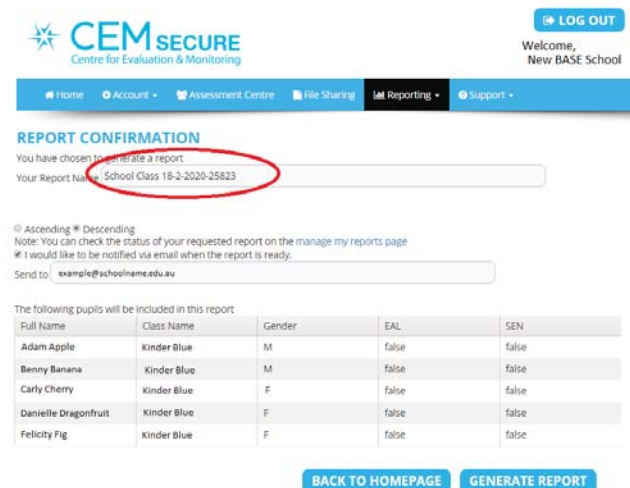 LOG OUT
CEM SECURE
Centre for Evaluation & Monitoring
Welcome,
New BASE School
Home Account Assessment Centre File Sharing Reporting Support
REPORT CONFIRMATION
You have chosen to generate a report
Your Report Name School Class 18-2-2020-25823
Ascending Descending
Note: You can check the status of your requested report on the manage my reports page
I would like to be notified via email when the report is ready.
Send to example@schoolname.edu.au
The following pupils will be included in this report
Full Name Class Name Gender EAL SEN
Adam Apple Kinder Blue M false false
Benny Banana Kinder Blue M false false
Carly Cherry Kinder Blue F false false
Danielle Dragonfruit Kinder Blue F false false
Felicity Fig Kinder Blue F false false
BACK TO HOMEPAGE GENERATE REPORT